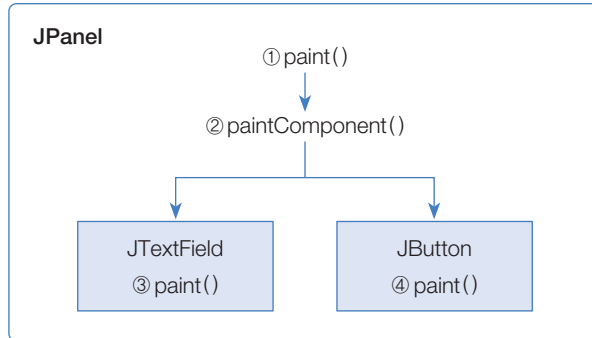 JPanel
① paint()
② paintComponent()
JTextField
③ paint()
JButton
④ paint()